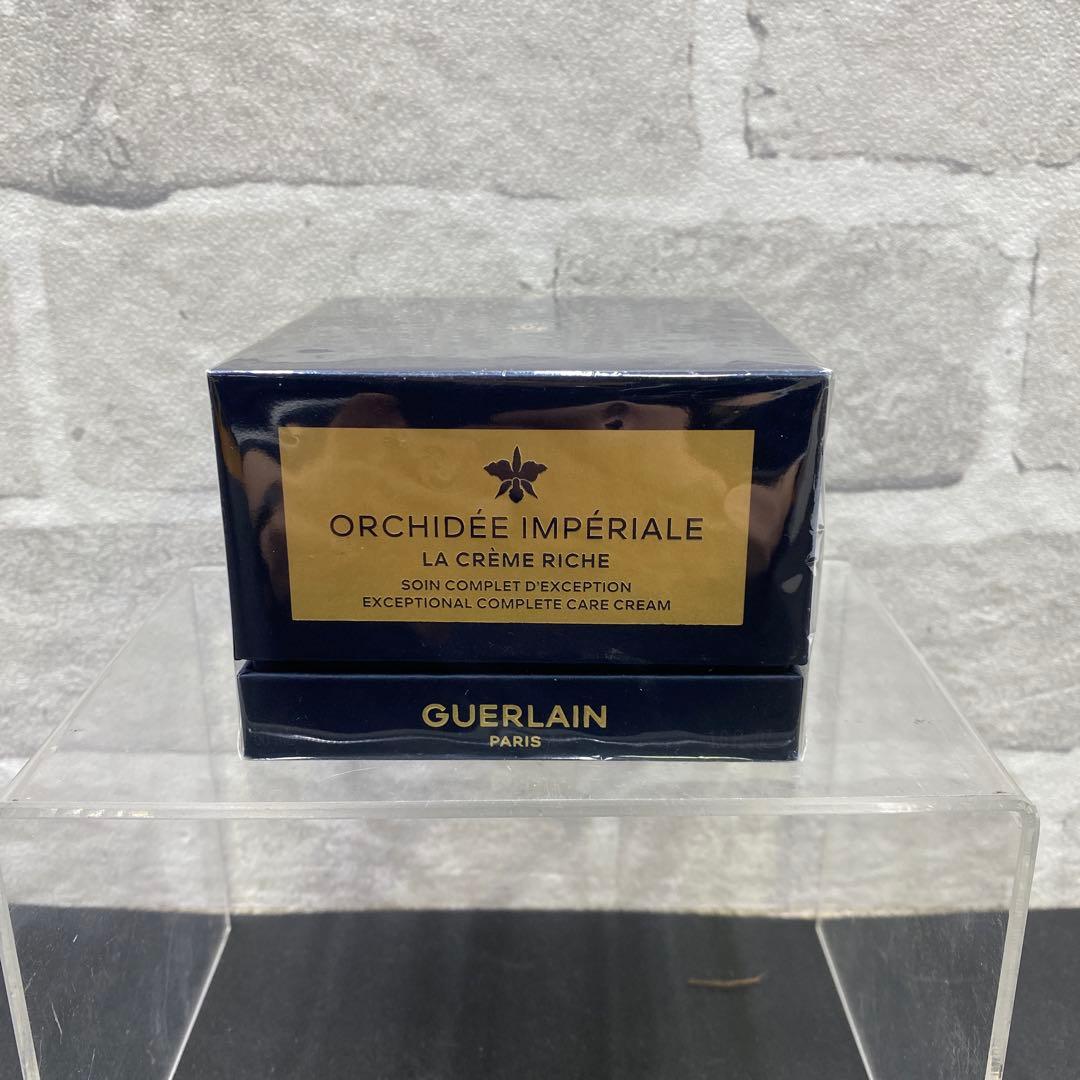 ORCHIDÉE IMPÉRIALE
LA CRÈME RICHE
SOIN COMPLET D'EXCEPTION
EXCEPTIONAL COMPLETE CARE CREAM
GUERLAIN
PARIS